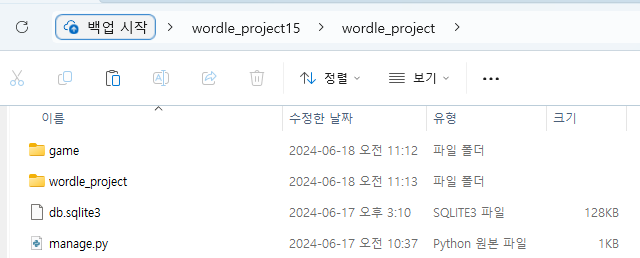 백업 시작 > wordle_project15 > wordle_project >
정렬 보기 ...
이름 수정한 날짜 유형 크기
game 2024-06-18 오전 11:12 파일 폴더
wordle_project 2024-06-18 오전 11:13 파일 폴더
db.sqlite3 2024-06-17 오후 3:10 SQLITE3 파일 128KB
manage.py 2024-06-17 오전 10:37 Python 원본 파일 1KB